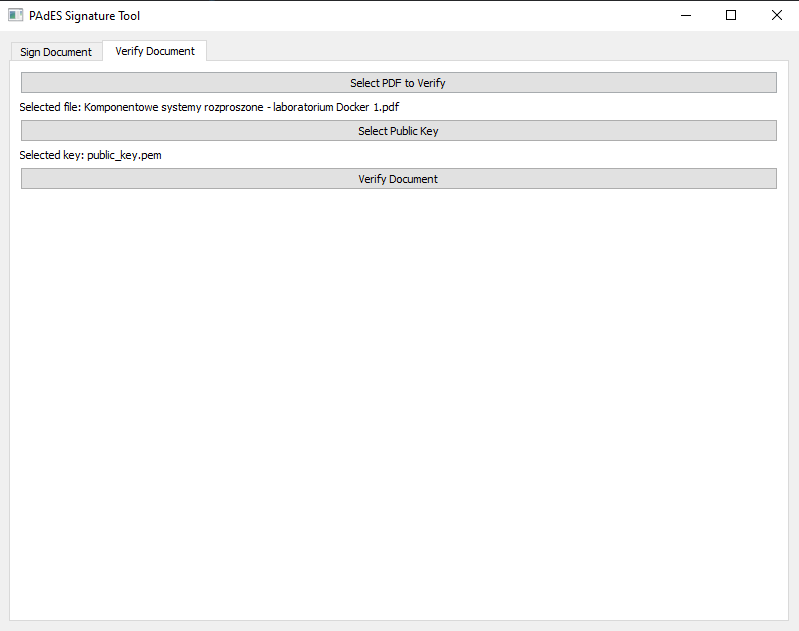 PAdES Signature Tool
Sign Document
Verify Document
Select PDF to Verify
Selected file: Komponentowe systemy rozproszone - laboratorium Docker 1.pdf
Select Public Key
Selected key: public_key.pem
Verify Document